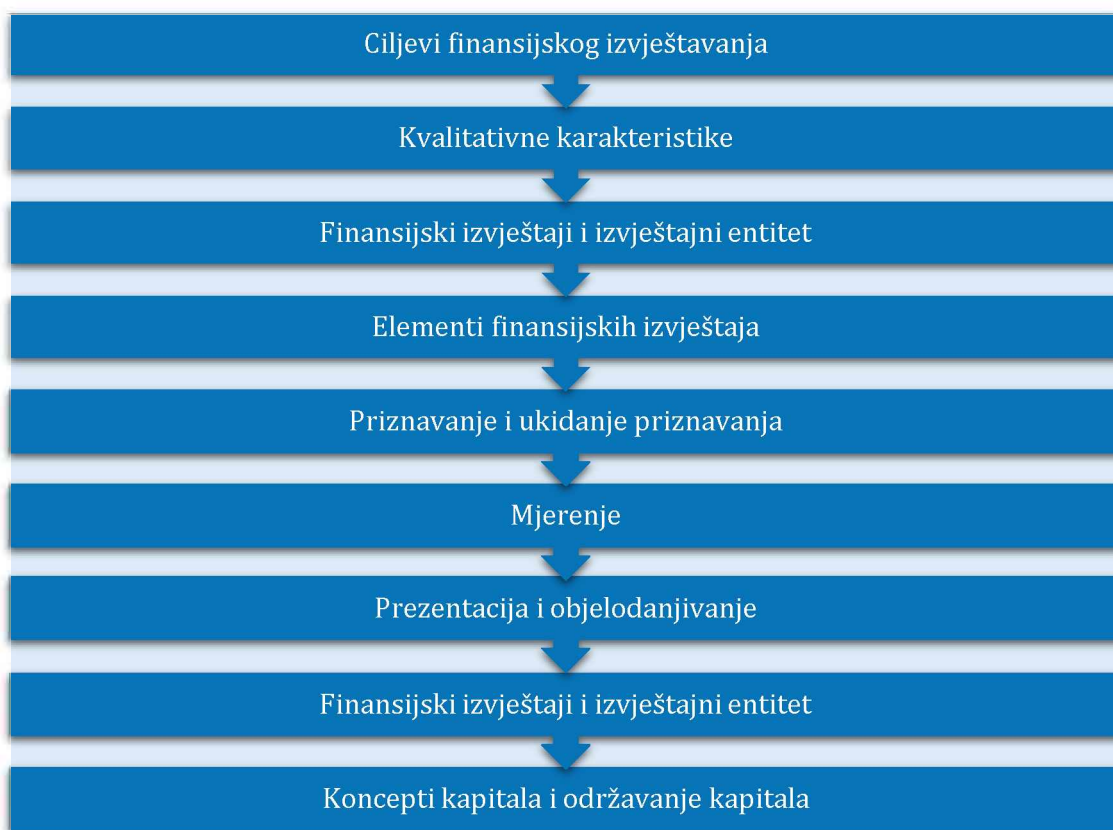 Ciljevi finansijskog izvještavanja
Kvalitativne karakteristike
Finansijski izvještaji i izvještajni entitet
Elementi finansijskih izvještaja
Priznavanje i ukidanje priznavanja
Mjerenje
Prezentacija i objelodanjivanje
Finansijski izvještaji i izvještajni entitet
Koncepti kapitala i održavanje kapitala